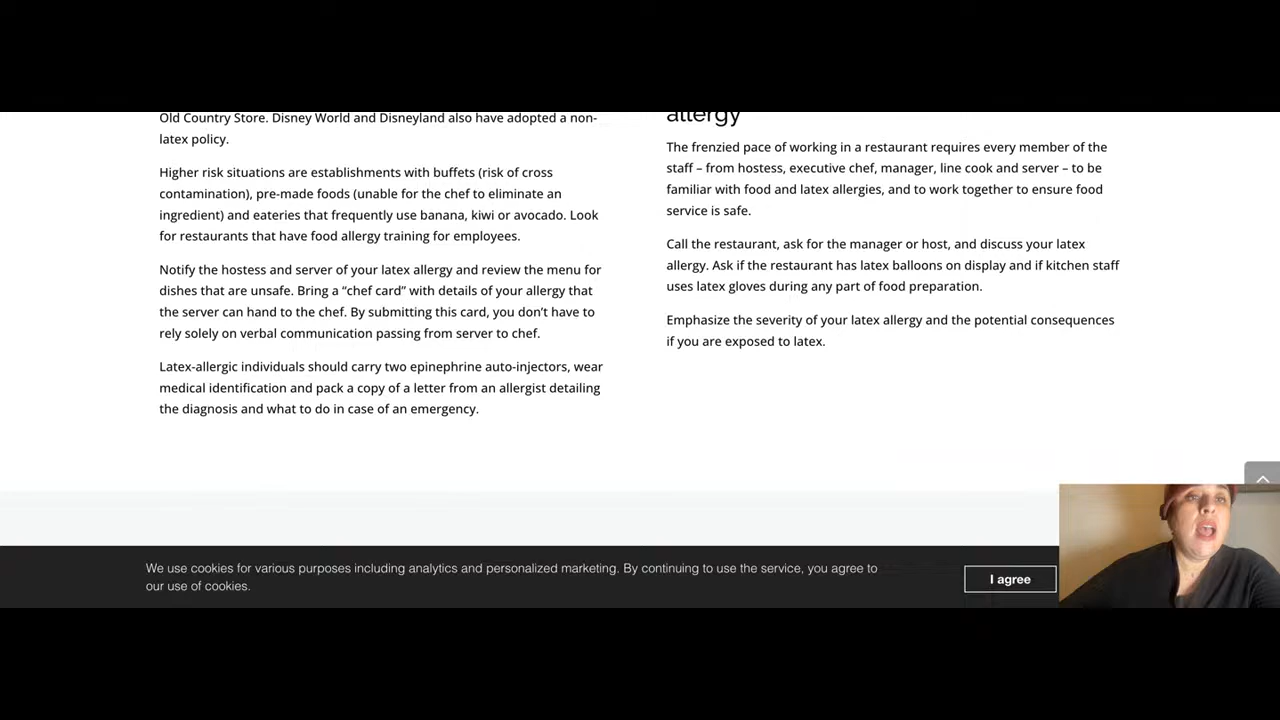 Old Country Store. Disney World and Disneyland also have adopted a non-
latex policy.
Higher risk situations are establishments with buffets (risk of cross
contamination), pre-made foods (unable for the chef to eliminate an
ingredient) and eateries that frequently use banana, kiwi or avocado. Look
for restaurants that have food allergy training for employees.
Notify the hostess and server of your latex allergy and review the menu for
dishes that are unsafe. Bring a “chef card” with details of your allergy that
the server can hand to the chef. By submitting this card, you don’t have to
rely solely on verbal communication passing from server to chef.
Latex-allergic individuals should carry two epinephrine auto-injectors, wear
medical identification and pack a copy of a letter from an allergist detailing
the diagnosis and what to do in case of an emergency.
allergy
The frenzied pace of working in a restaurant requires every member of the
staff – from hostess, executive chef, manager, line cook and server – to be
familiar with food and latex allergies, and to work together to ensure food
service is safe.
Call the restaurant, ask for the manager or host, and discuss your latex
allergy. Ask if the restaurant has latex balloons on display and if kitchen staff
uses latex gloves during any part of food preparation.
Emphasize the severity of your latex allergy and the potential consequences
if you are exposed to latex.
We use cookies for various purposes including analytics and personalized marketing. By continuing to use the service, you agree to
our use of cookies.
I agree